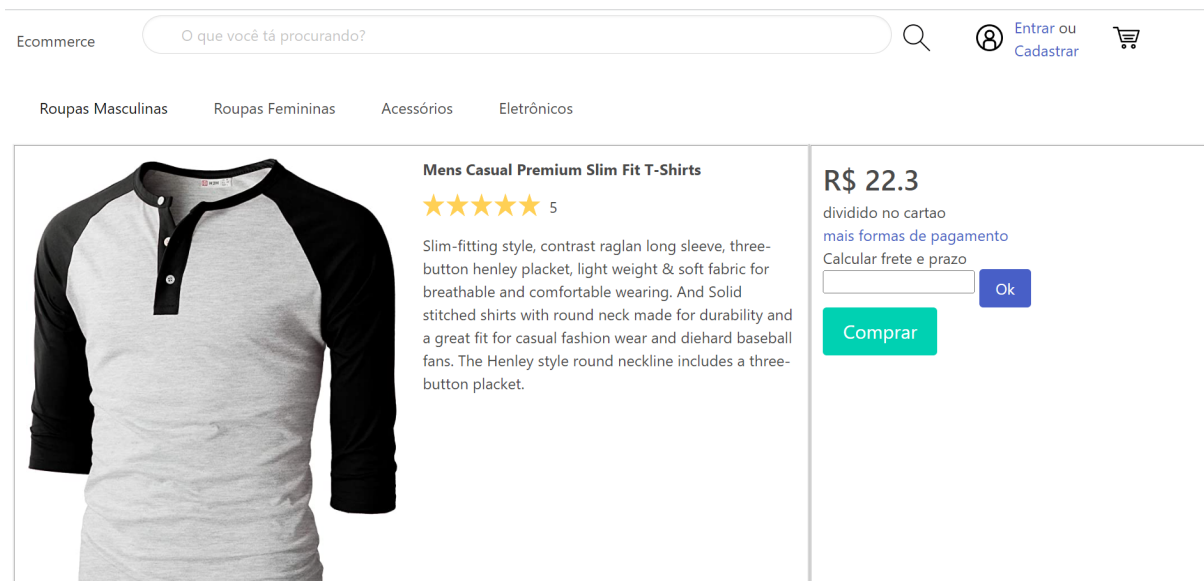 Ecommerce
O que você tá procurando?
Entrar ou
Cadastrar
Roupas Masculinas
Roupas Femininas
Acessórios
Eletrônicos
Mens Casual Premium Slim Fit T-Shirts
5
Slim-fitting style, contrast raglan long sleeve, three-
button henley placket, light weight & soft fabric for
breathable and comfortable wearing. And Solid
stitched shirts with round neck made for durability and
a great fit for casual fashion wear and diehard baseball
fans. The Henley style round neckline includes a three-
button placket.
R$ 22.3
dividido no cartao
mais formas de pagamento
Calcular frete e prazo
Ok
Comprar